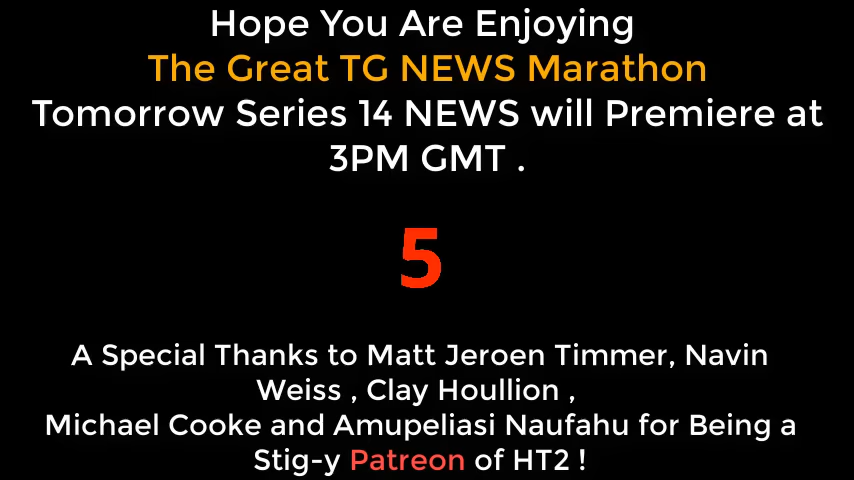 Hope You Are Enjoying
The Great TG NEWS Marathon
Tomorrow Series 14 NEWS will Premiere at
3PM GMT .
5
A Special Thanks to Matt Jeroen Timmer, Navin
Weiss , Clay Houllion ,
Michael Cooke and Amupeliasi Naufahu for Being a
Stig-y Patreon of HT2 !